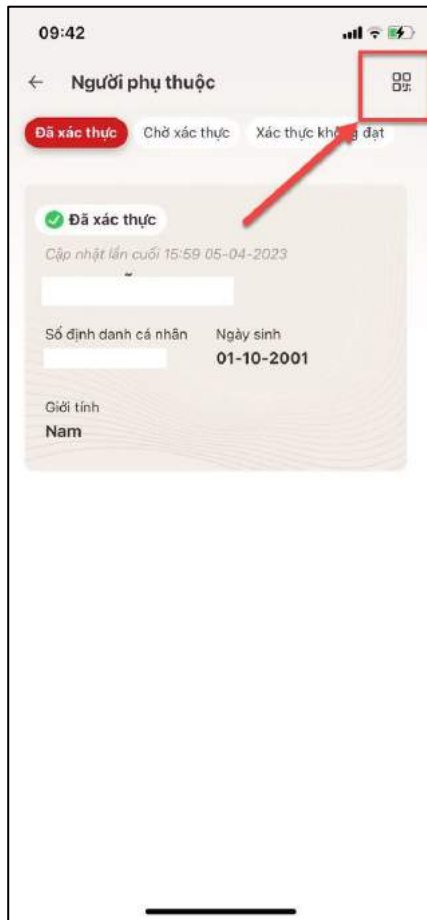 09:42
Người phụ thuộc
Đã xác thực Chờ xác thực Xác thực không đạt
Đã xác thực
Cập nhật lần cuối 15:59 05-04-2023
Số định danh cá nhân Ngày sinh
01-10-2001
Giới tính
Nam